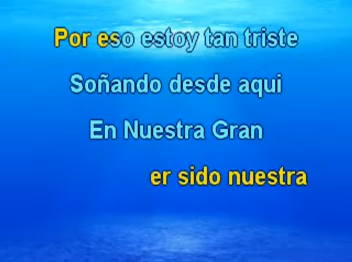 Por eso estoy tan triste
Soñando desde aqui
En Nuestra Gran
er sido nuestra